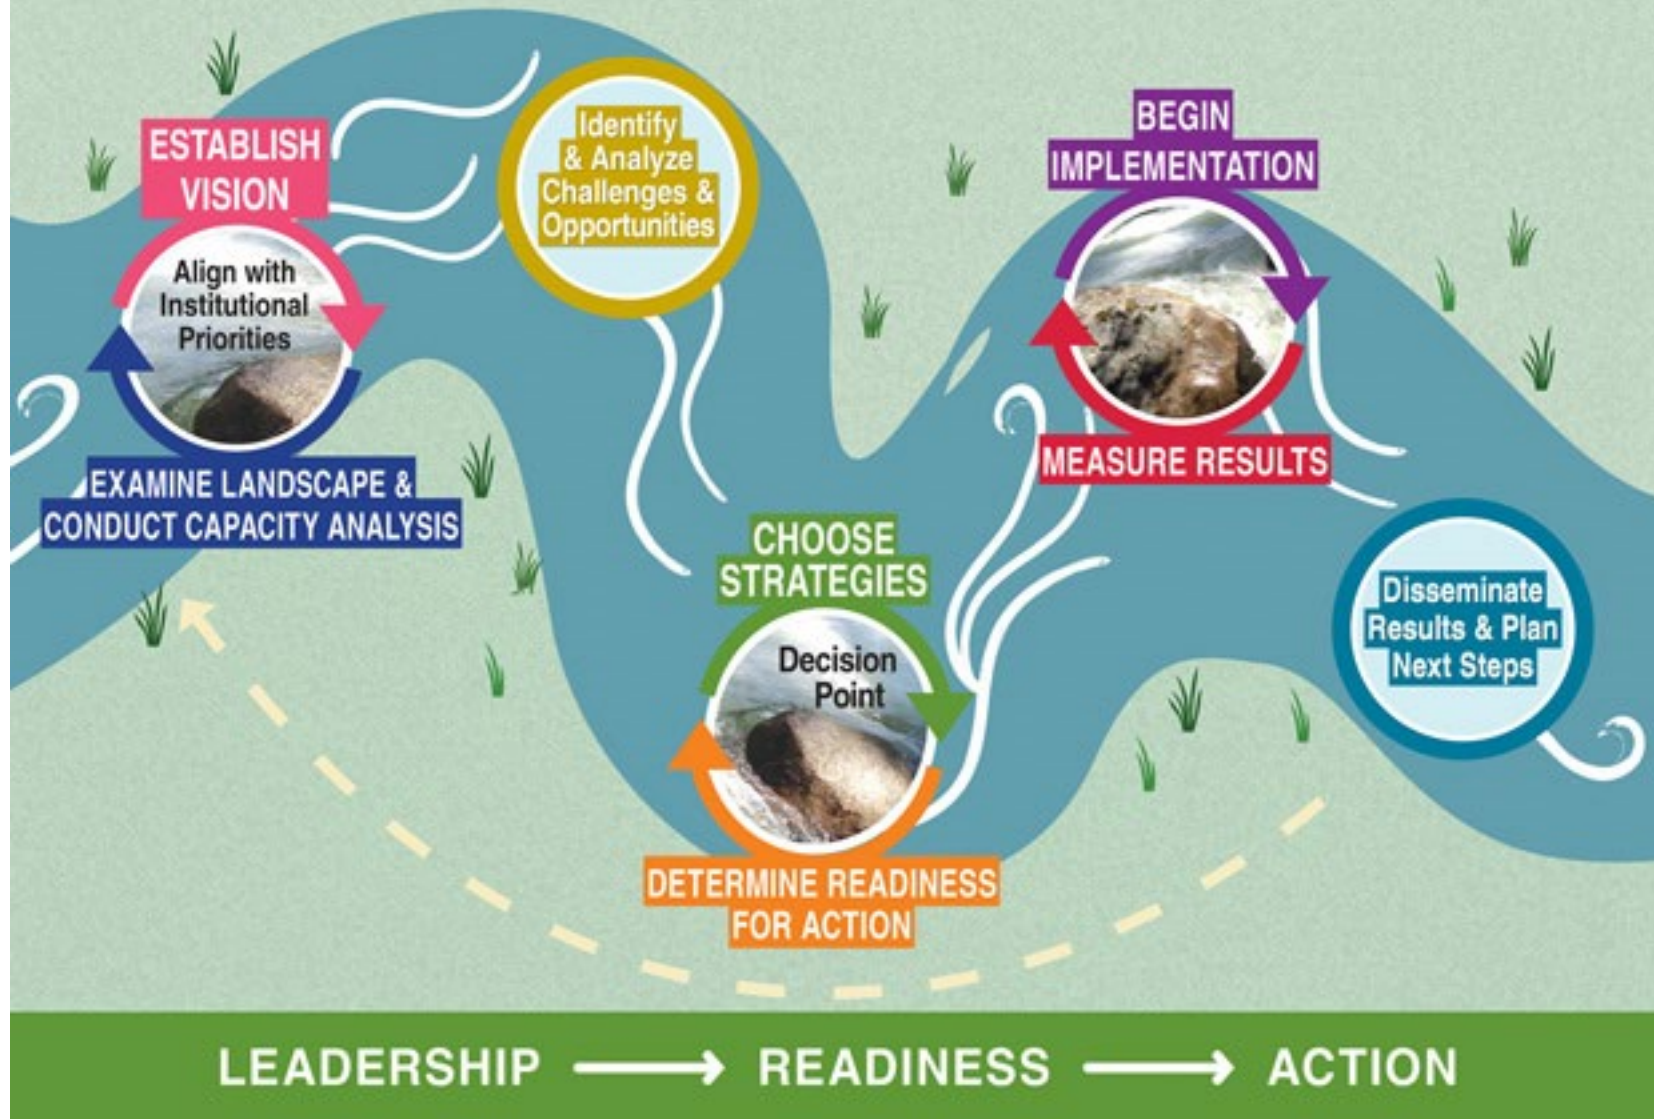 ESTABLISH
VISION
Align with
Institutional
Priorities
EXAMINE LANDSCAPE &
CONDUCT CAPACITY ANALYSIS
Identify
& Analyze
Challenges &
Opportunities
CHOOSE
STRATEGIES
Decision
Point
DETERMINE READINESS
FOR ACTION
BEGIN
IMPLEMENTATION
MEASURE RESULTS
Disseminate
Results & Plan
Next Steps
LEADERSHIP → READINESS → ACTION